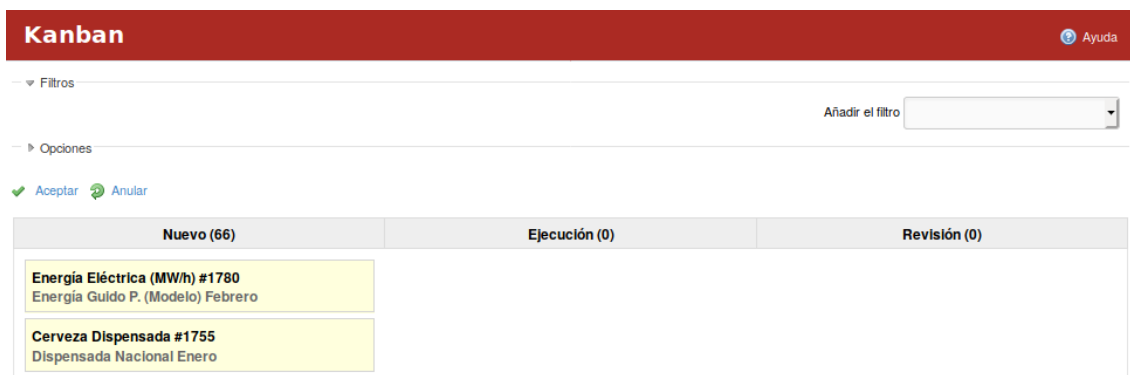 Kanban
Ayuda
Filtros
Añadir el filtro
Opciones
Aceptar Anular
Nuevo (66) Ejecución (0) Revisión (0)
Energía Eléctrica (MW/h) #1780
Energía Guido P. (Modelo) Febrero
Cerveza Dispensada #1755
Dispensada Nacional Enero